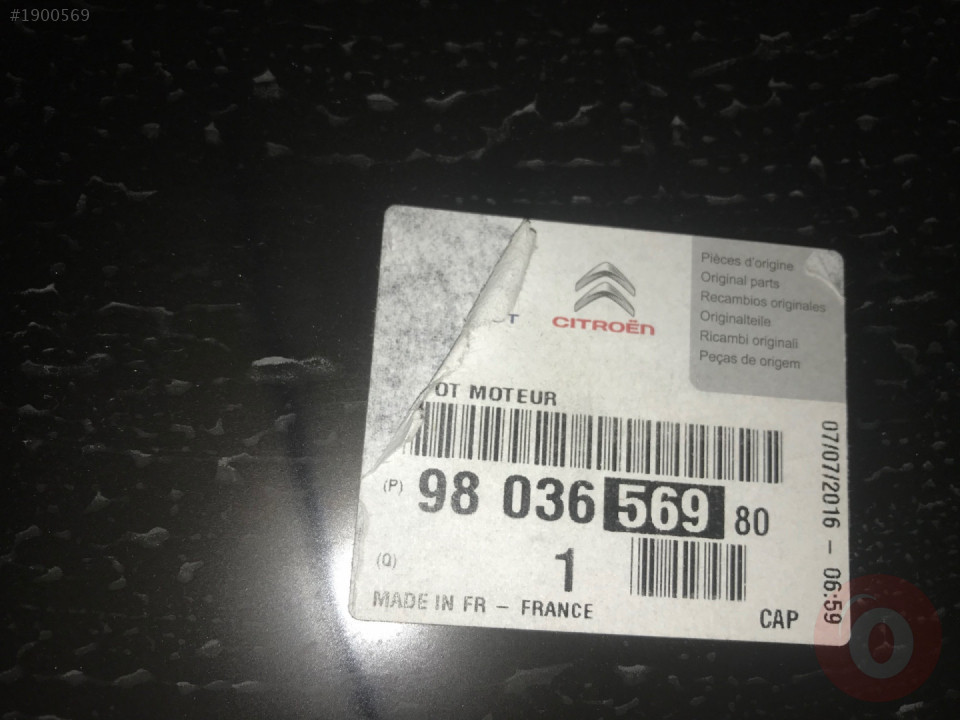 #1900569
T
CITROËN
Pièces d'origine
Original parts
Recambios originales
Originalteile
Ricambi originali
Peças de origem
OT MOTEUR
(P) 98 036 569 80
(Q) 1
MADE IN FR - FRANCE
CAP
07/07/2016 - 06:59